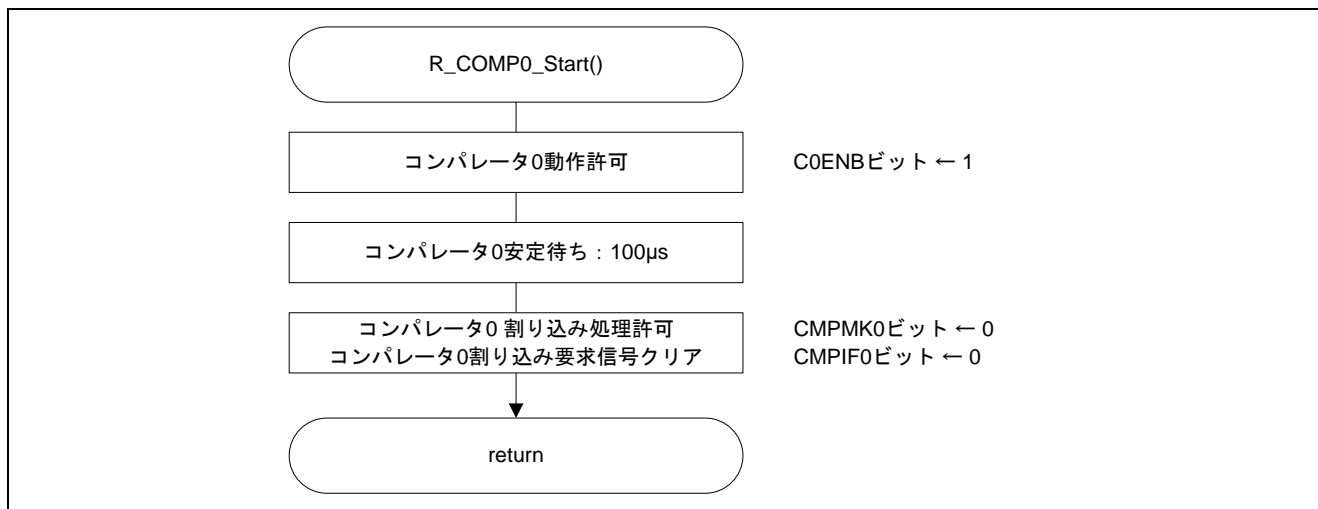 R_COMP0_Start()
コンパレータ0動作許可
C0ENBビット ← 1
コンパレータ0安定待ち：100µs
コンパレータ0 割り込み処理許可
CMPMK0ビット ← 0
コンパレータ0割り込み要求信号クリア
CMPIF0ビット ← 0
return